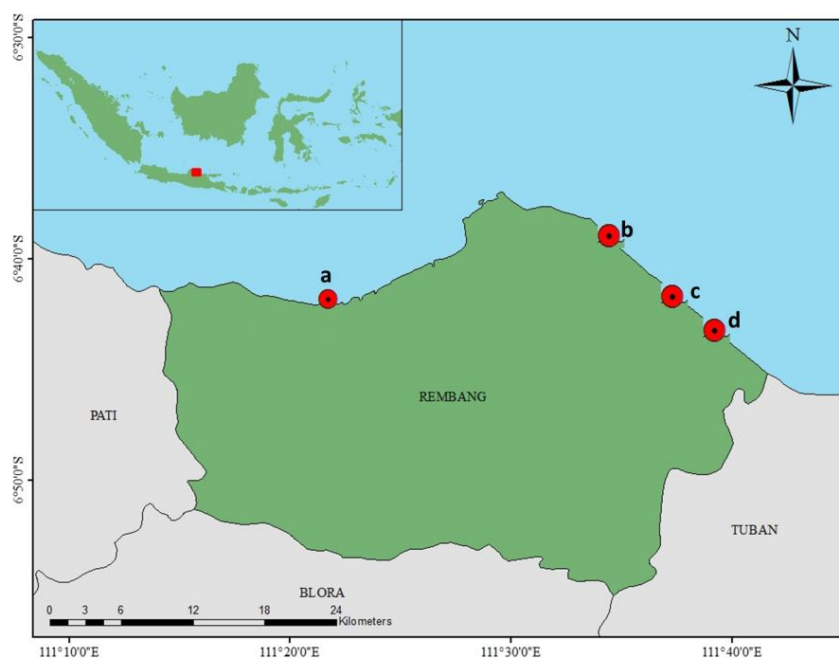 6°30'0"S
N
b
6°40'0"S
a
c
d
REMBANG
PATI
6°50'0"S
TUBAN
BLORA
0 3 6 12 18 24
Kilometers
111°10'0"E 111°20'0"E 111°30'0"E 111°40'0"E